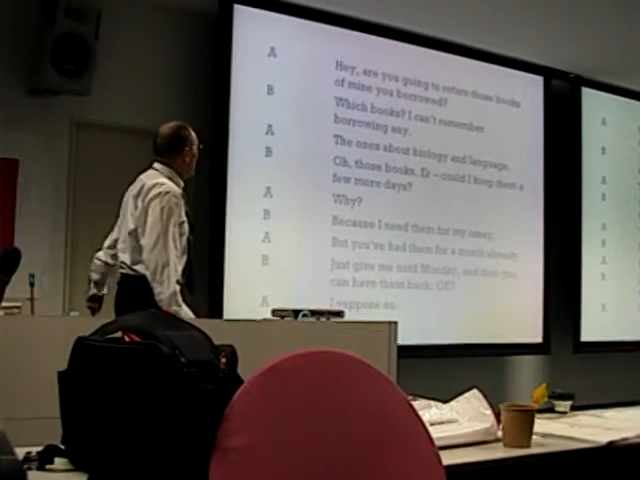 A Hey, are you going to return those books
of mine you borrowed?
B Which books? I can't remember
borrowing any.
A The ones about biology and language.
B Oh, those books. Er – could I keep them a
few more days?
A Why?
B Because I need them for my essay.
A But you've had them for a month already.
B Just give me until Monday, and then you
can have them back. OK?
A I suppose so.
A
B
A
B
A
B
A
B
A